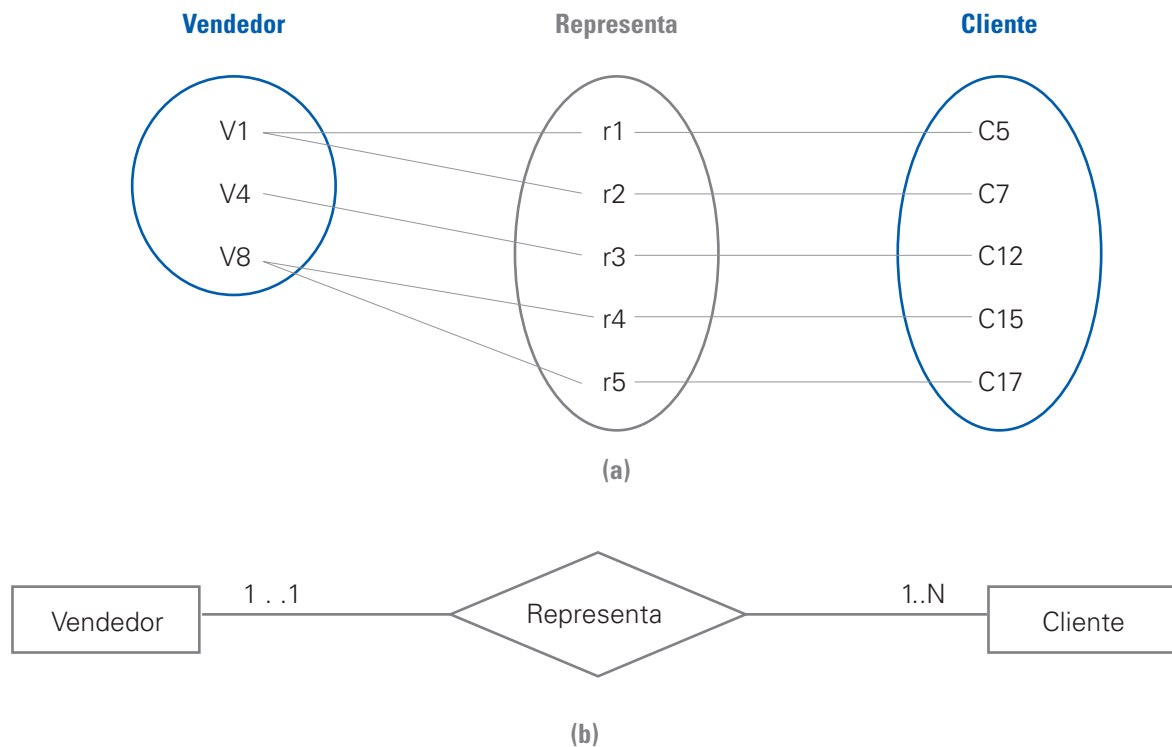 Vendedor Representa Cliente
V1 r1 C5
V4 r2 C7
V8 r3 C12
r4 C15
r5 C17
(a)
1 . .1 1..N
Vendedor Representa Cliente
(b)